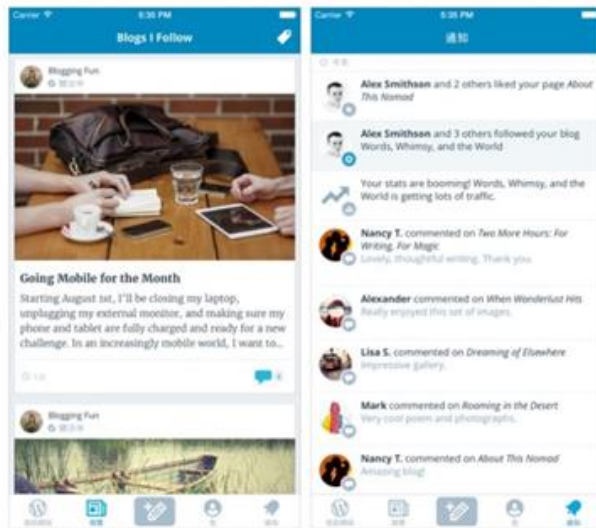 Carrier
6:35 PM
Blogs I Follow
Blogging Fun
Going Mobile for the Month
Starting August 1st, I'll be closing my laptop,
unplugging my external monitor, and making sure my
phone and tablet are fully charged and ready for a new
challenge. In an increasingly mobile world, I want to...
4
Blogging Fun
Carrier
6:35 PM
通知
Alex Smithson and 2 others liked your page About
This Nomad
Alex Smithson and 3 others followed your blog
Words, Whimsy, and the World
Your stats are booming! Words, Whimsy, and the
World is getting lots of traffic.
Nancy T. commented on Two More Hours: For
Writing, For Magic
Lovely, thoughtful writing. Thank you.
Alexander commented on When Wonderlust Hits
Really enjoyed this set of images.
Lisa S. commented on Dreaming of Elsewhere
Impressive gallery.
Mark commented on Roaming in the Desert
Very cool poem and photographs.
Nancy T. commented on About This Nomad
Amazing blog!